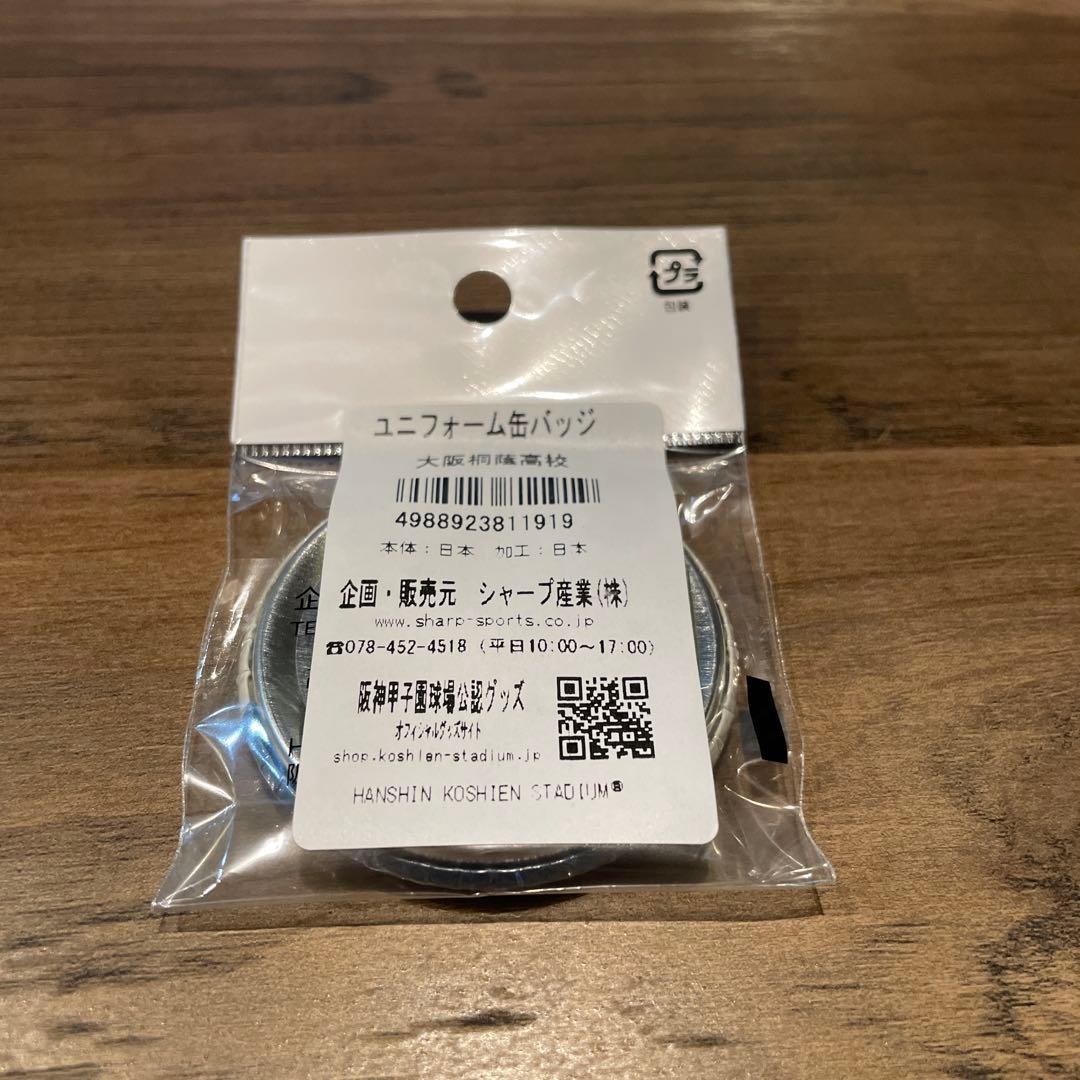 プラ
包装
ユニフォーム缶バッジ
大阪桐蔭高校
4988923811919
本体：日本　加工：日本
企画・販売元　シャープ産業(株)
www.sharp-sports.co.jp
☎078-452-4518（平日10:00～17:00）
阪神甲子園球場公認グッズ
オフィシャルグッズサイト
shop.koshien-stadium.jp
HANSHIN KOSHIEN STADIUM®
企
TE
H